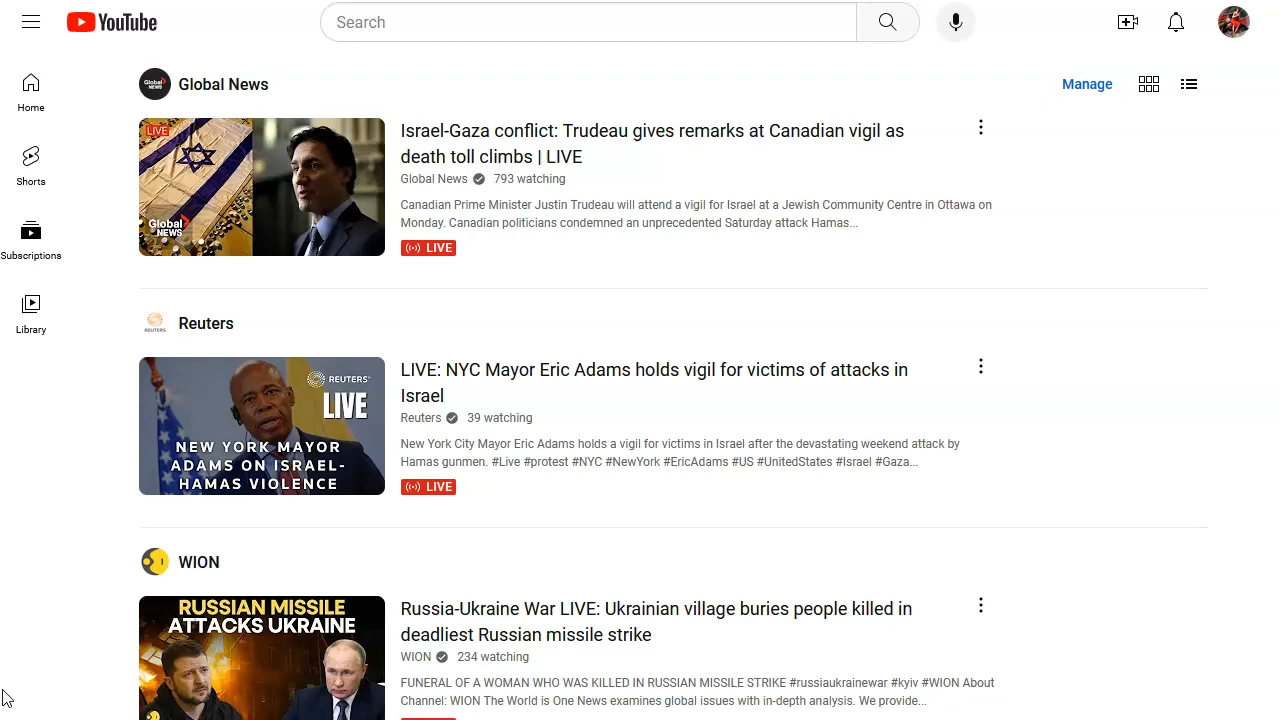 YouTube
Search
Home
Shorts
Subscriptions
Library
Global NEWS
Global News
Manage
LIVE
Global NEWS
Israel-Gaza conflict: Trudeau gives remarks at Canadian vigil as
death toll climbs | LIVE
Global News 793 watching
Canadian Prime Minister Justin Trudeau will attend a vigil for Israel at a Jewish Community Centre in Ottawa on
Monday. Canadian politicians condemned an unprecedented Saturday attack Hamas...
LIVE
REUTERS
Reuters
REUTERS
LIVE
NEW YORK MAYOR
ADAMS ON ISRAEL-
HAMAS VIOLENCE
LIVE: NYC Mayor Eric Adams holds vigil for victims of attacks in
Israel
Reuters 39 watching
New York City Mayor Eric Adams holds a vigil for victims in Israel after the devastating weekend attack by
Hamas gunmen. #Live #protest #NYC #NewYork #EricAdams #US #UnitedStates #Israel #Gaza...
LIVE
WION
RUSSIAN MISSILE
ATTACKS UKRAINE
Russia-Ukraine War LIVE: Ukrainian village buries people killed in
deadliest Russian missile strike
WION 234 watching
FUNERAL OF A WOMAN WHO WAS KILLED IN RUSSIAN MISSILE STRIKE #russiaukrainewar #kyiv #WION About
Channel: WION The World is One News examines global issues with in-depth analysis. We provide...